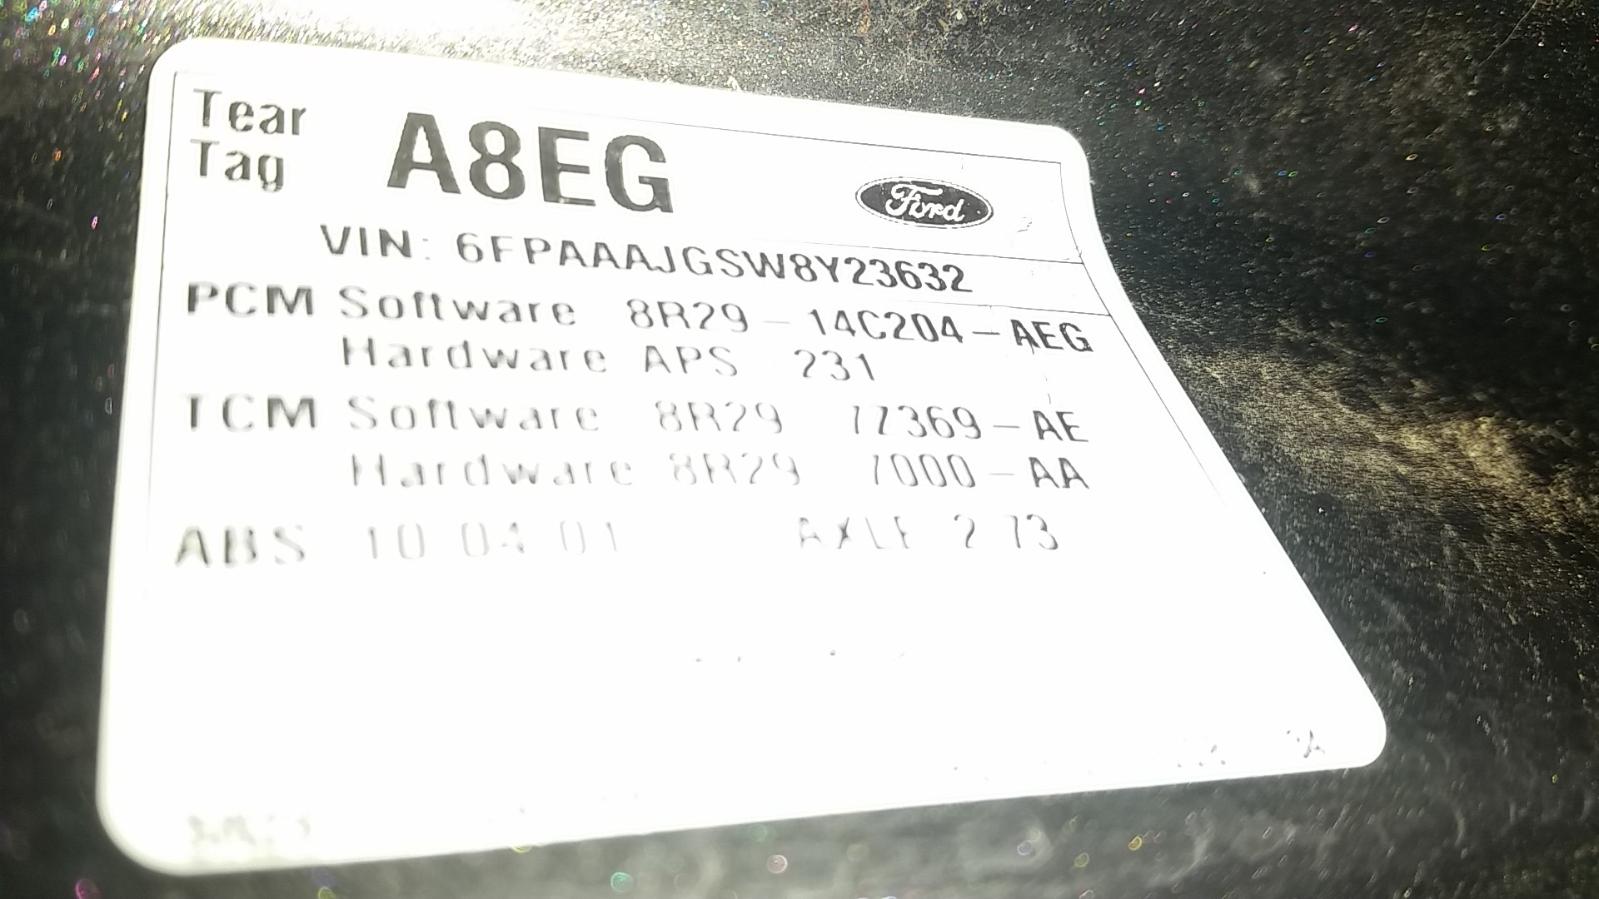 Tear
Tag
A8EG
Ford
VIN: 6FPAAAJGSW8Y23632
PCM Software 8R29-14C204-AEG
Hardware APS 231
TCM Software 8R29 77369-AE
Hardware 8R29 7000-AA
ABS 10 04 01 AXLE 2 73